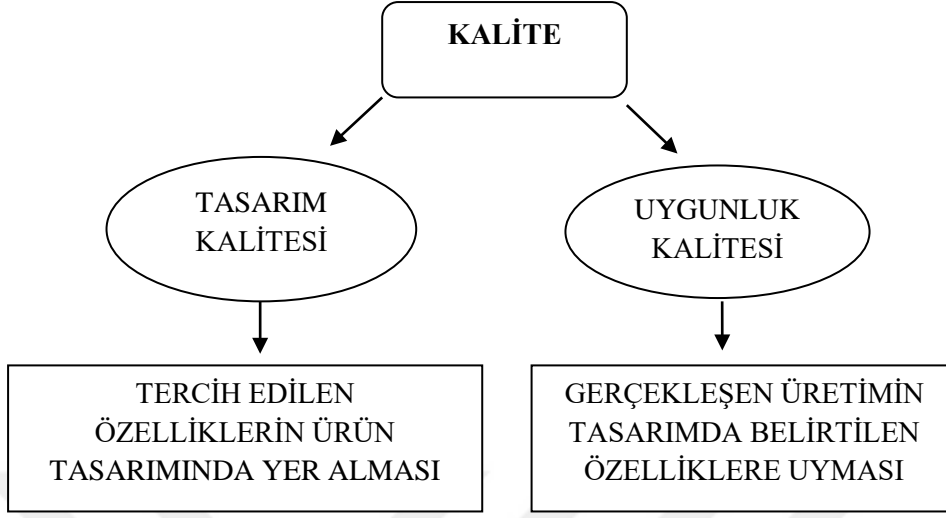 KALİTE
TASARIM
KALİTESİ
UYGUNLUK
KALİTESİ
TERCİH EDİLEN
ÖZELLİKLERİN ÜRÜN
TASARIMINDA YER ALMASI
GERÇEKLEŞEN ÜRETİMİN
TASARIMDA BELİRTİLEN
ÖZELLİKLERE UYMASI